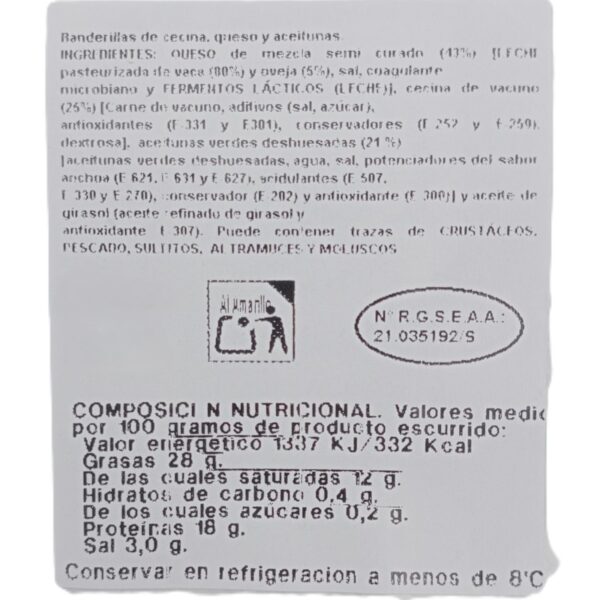 Banderillas de cecina, queso y aceitunas.
INGREDIENTES: QUESO de mezcla semi curado (43%) [LECHE
pasteurizada de vaca (80%) y oveja (5%), sal, coagulante
microbiano y FERMENTOS LÁCTICOS (LECHE)], cecina de vacuno
(25%) [Carne de vacuno, aditivos (sal, azúcar),
antioxidantes (E-331 y E301), conservadores (E-252 y E-250),
dextrosa], aceitunas verdes deshuesadas (21 %)
[aceitunas verdes deshuesadas, agua, sal, potenciadores del sabor
anchoa (E 621, E 631 y E-627), acidulantes (E 507,
E 330 y E 270), conservador (E 202) y antioxidante (E 300)] y aceite de
girasol (aceite refinado de girasol y
antioxidante E 307). Puede contener trazas de CRUSTÁCEOS,
PESCADO, SULFITOS, ALTRAMUCES Y MOLUSCOS
Al Amarillo
Nº R.G.S.E.A.A.:
21.035192/S
COMPOSICI N NUTRICIONAL. Valores medic
por 100 gramos de producto escurrido:
Valor energético 1337 KJ/332 Kcal
Grasas 28 g.
De las cuales saturadas 12 g.
Hidratos de carbono 0,4 g.
De los cuales azúcares 0,2 g.
Proteínas 18 g.
Sal 3,0 g.
Conservar en refrigeracion a menos de 8ºC